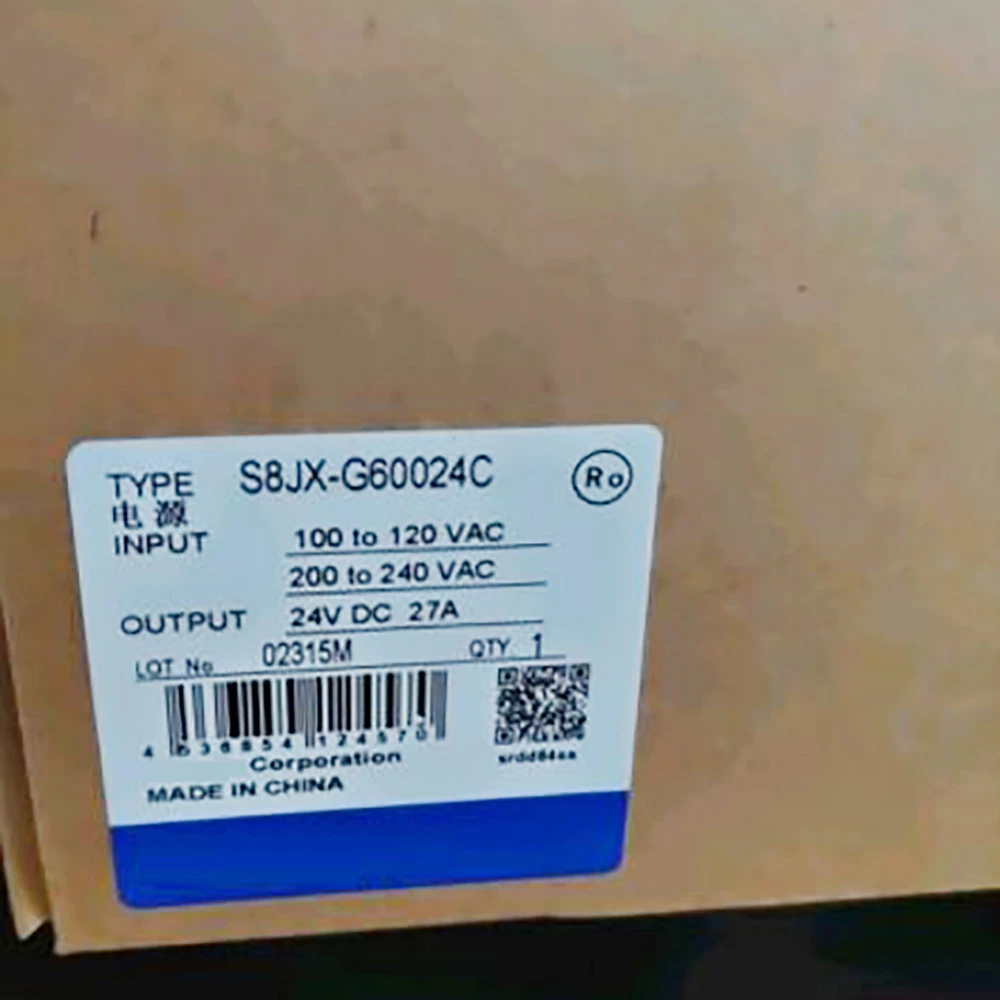 TYPE S8JX-G60024C Ro
电源
INPUT 100 to 120 VAC
200 to 240 VAC
OUTPUT 24V DC 27A
LOT No 02315M QTY 1
4 536854 124570
Corporation
MADE IN CHINA